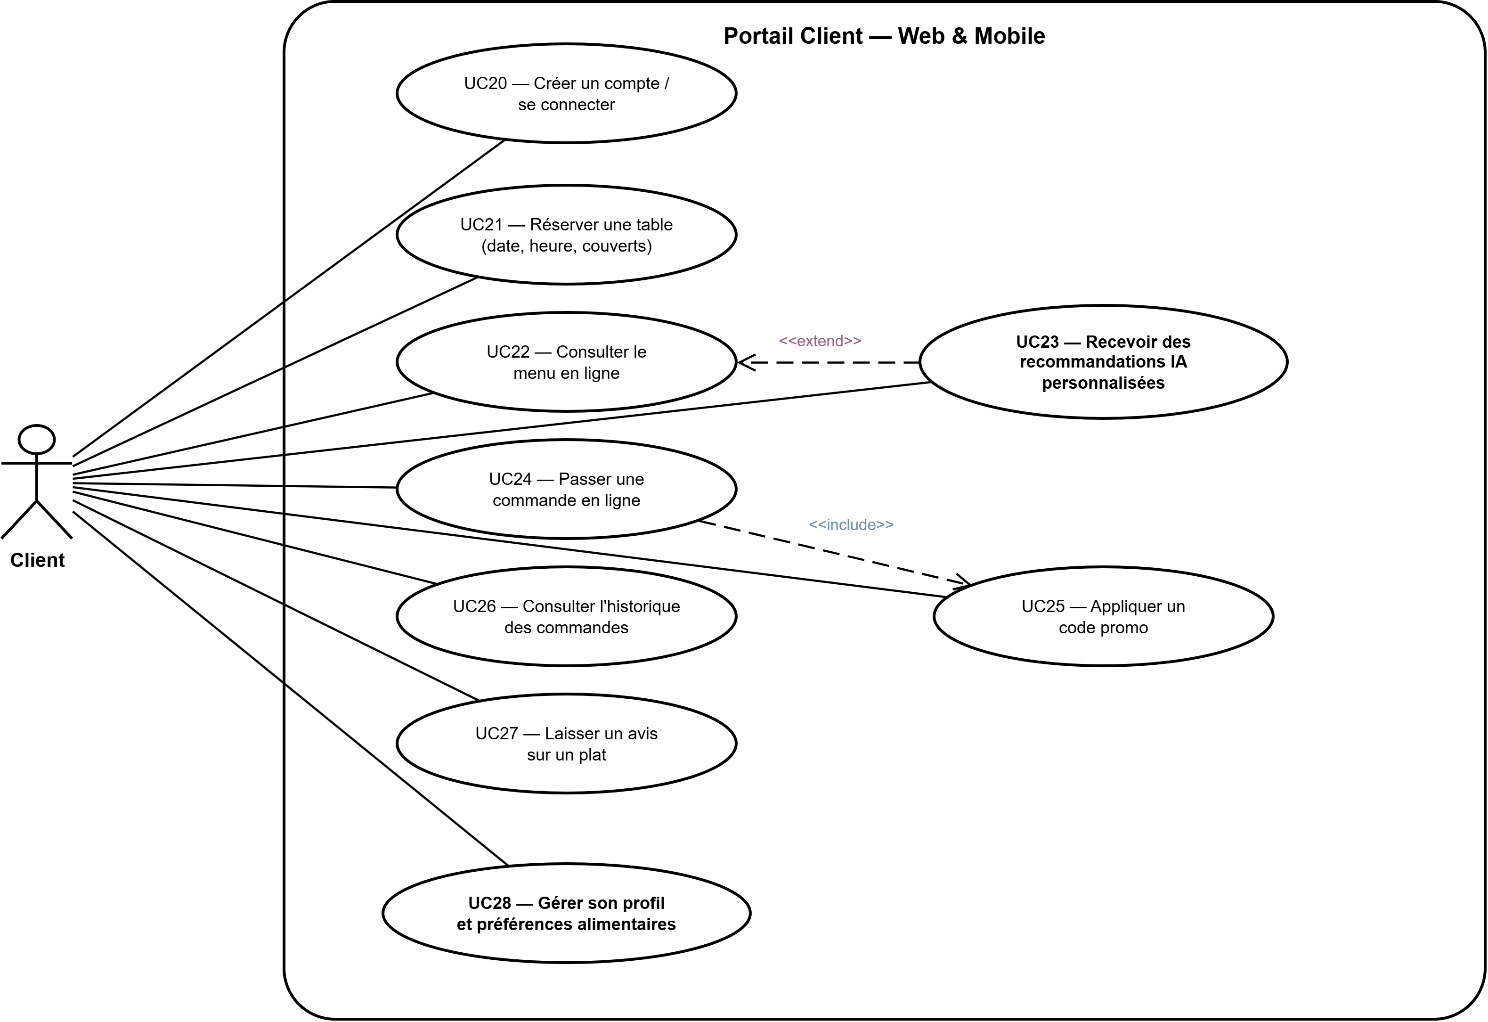 Portail Client — Web & Mobile
UC20 — Créer un compte /
se connecter
UC21 — Réserver une table
(date, heure, couverts)
UC22 — Consulter le
menu en ligne
<<extend>>
UC23 — Recevoir des
recommandations IA
personnalisées
UC24 — Passer une
commande en ligne
<<include>>
Client
UC26 — Consulter l'historique
des commandes
UC25 — Appliquer un
code promo
UC27 — Laisser un avis
sur un plat
UC28 — Gérer son profil
et préférences alimentaires